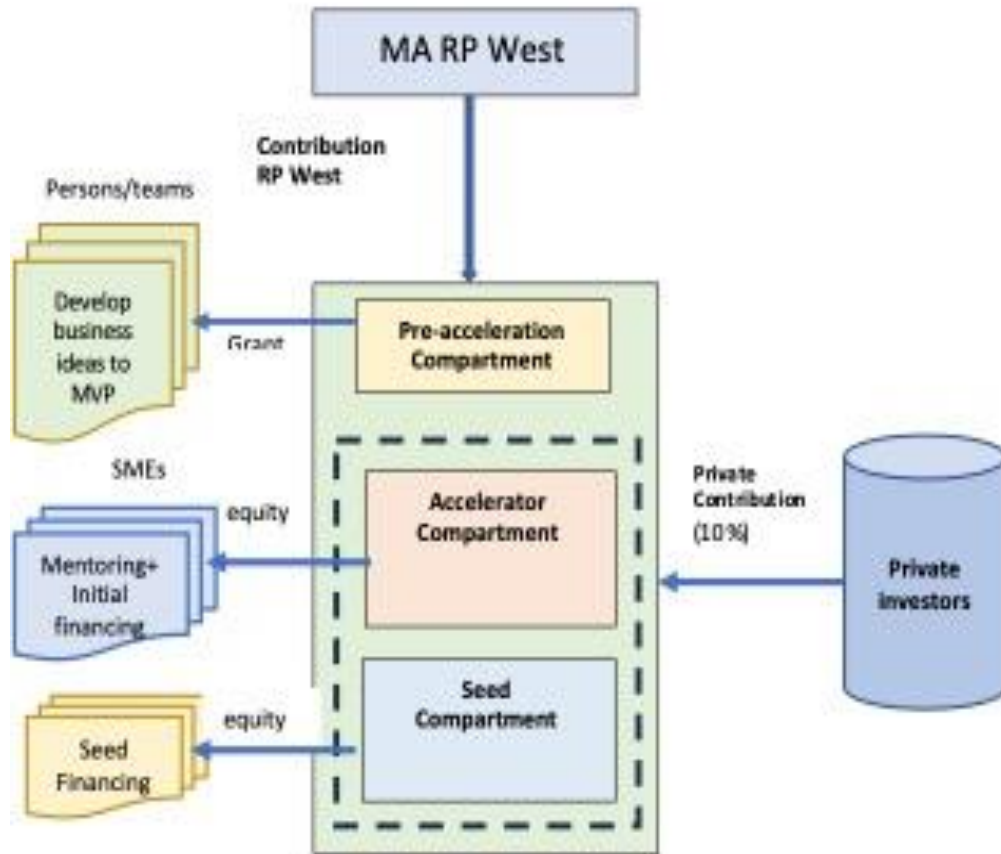 MA RP West
Contribution
RP West
Persons/teams
Develop
business
ideas to
MVP
Grant
Pre-acceleration
Compartment
SMEs
equity
Mentoring+
Initial
financing
Accelerator
Compartment
Private
Contribution
(10%)
Private
investors
Seed
Compartment
equity
Seed
Financing